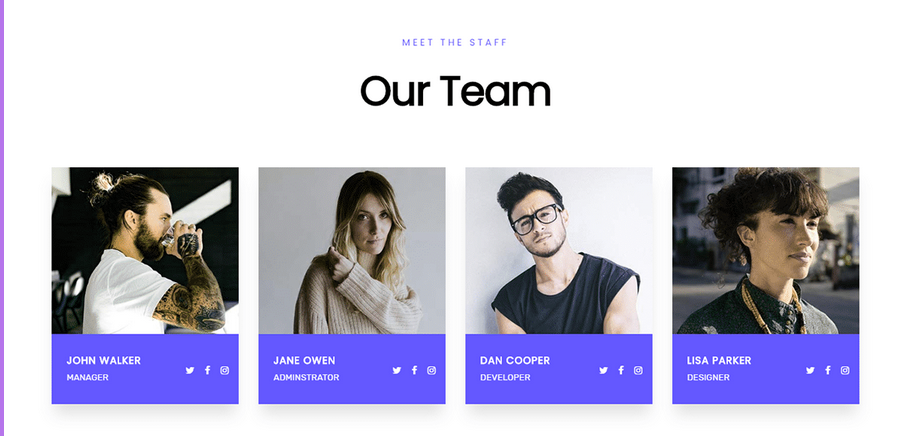 MEET THE STAFF
Our Team
JOHN WALKER
MANAGER
JANE OWEN
ADMINSTRATOR
DAN COOPER
DEVELOPER
LISA PARKER
DESIGNER